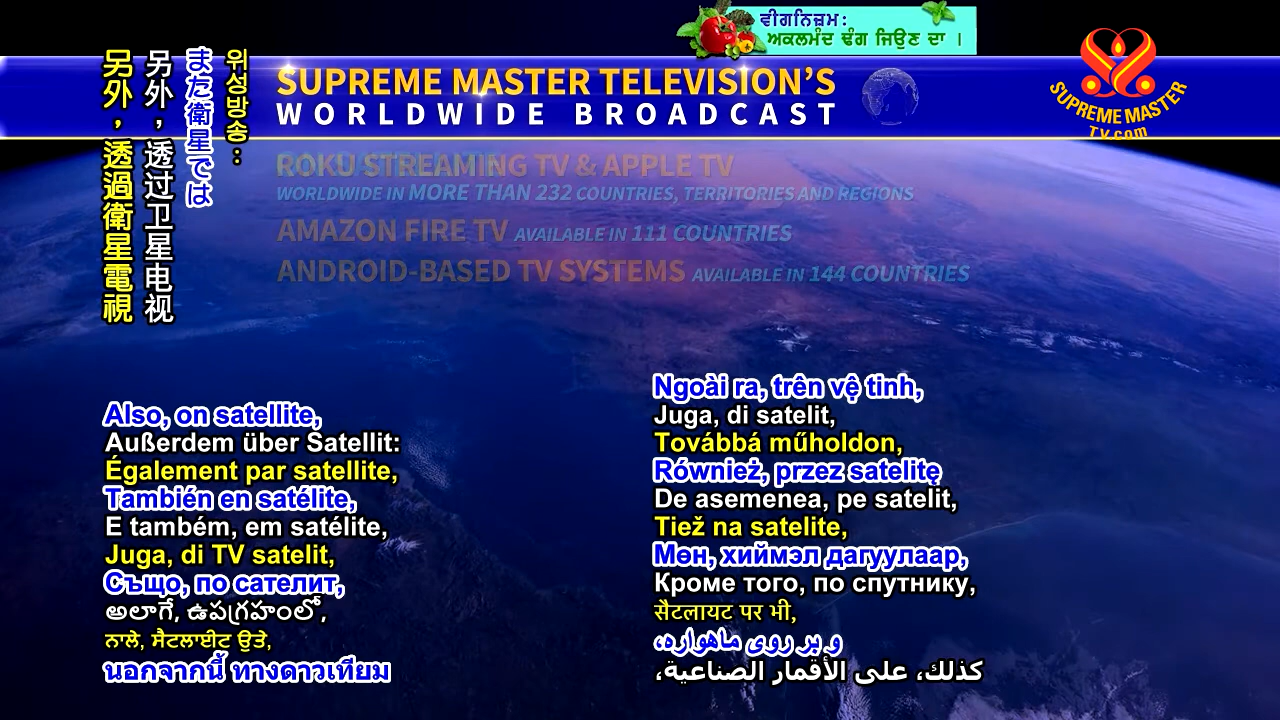 ਵੀਗਨਿਜ਼ਮ:
ਅਕਲਮੰਦ ਢੰਗ ਜਿਉਣ ਦਾ ।
SUPREME MASTER TELEVISION'S
WORLDWIDE BROADCAST
SUPREME MASTER
TV.com
위성방송:
また衛星では
另外，透过卫星电视
另外，透過衛星電視
ROKU STREAMING TV & APPLE TV
WORLDWIDE IN MORE THAN 232 COUNTRIES, TERRITORIES AND REGIONS
AMAZON FIRE TV AVAILABLE IN 111 COUNTRIES
ANDROID-BASED TV SYSTEMS AVAILABLE IN 144 COUNTRIES
Also, on satellite,
Außerdem über Satellit:
Également par satellite,
También en satélite,
E também, em satélite,
Juga, di TV satelit,
Също, по сателит,
అలాగే, ఉపగ్రహంలో,
ਨਾਲੇ, ਸੈਟਲਾਈਟ ਉਤੇ,
นอกจากนี้ ทางดาวเทียม
Ngoài ra, trên vệ tinh,
Juga, di satelit,
Továbbá műholdon,
Również, przez satelitę
De asemenea, pe satelit,
Tiež na satelite,
Мөн, хиймэл дагуулаар,
Кроме того, по спутнику,
सैटलायट पर भी,
و بر روی ماهواره،
كذلك، على الأقمار الصناعية،